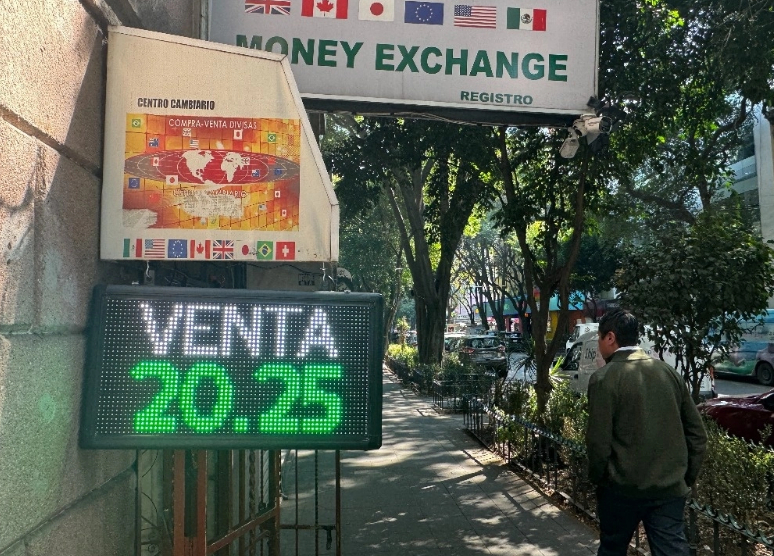 MONEY EXCHANGE
REGISTRO
CENTRO CAMBIARIO
COMPRA-VENTA DIVISAS
VENTA
20.25